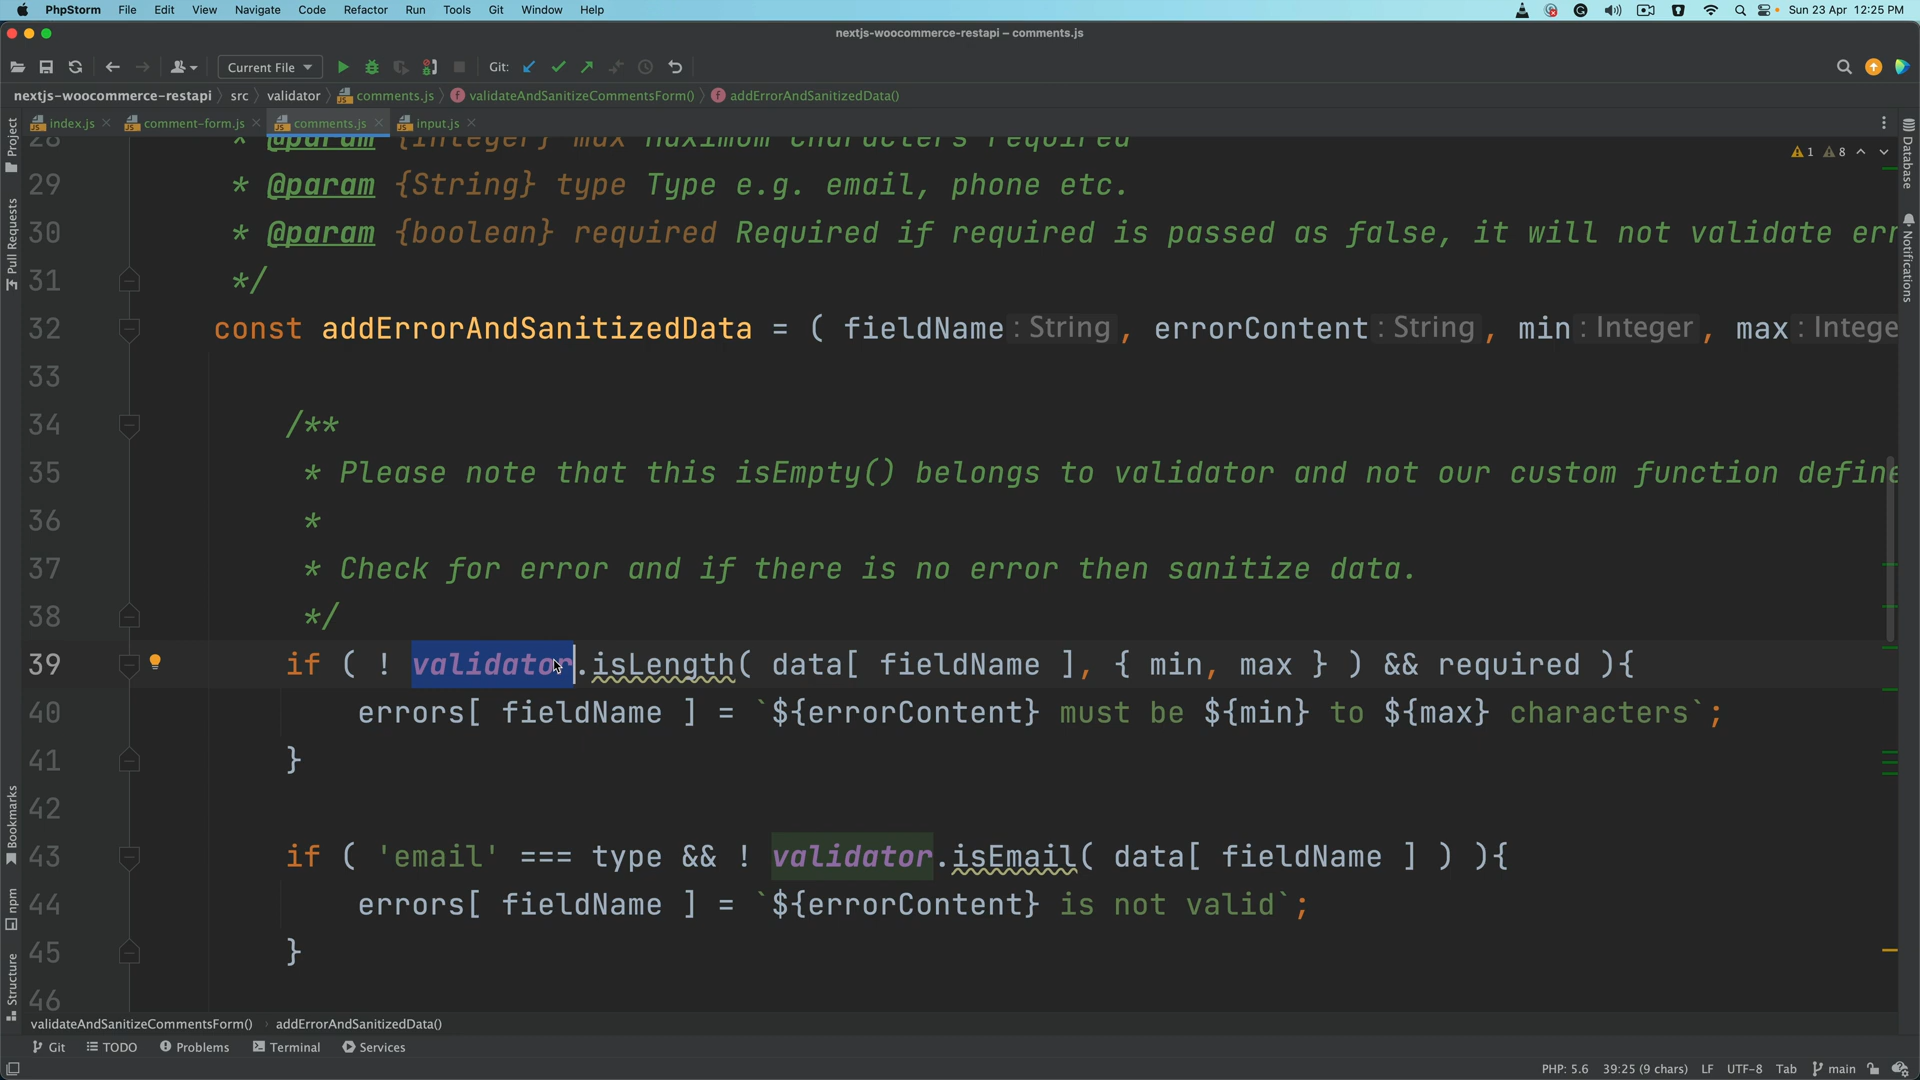 PhpStorm File Edit View Navigate Code Refactor Run Tools Git Window Help Sun 23 Apr 12:25 PM
nextjs-woocommerce-restapi – comments.js
Current File Git:
nextjs-woocommerce-restapi src validator comments.js validateAndSanitizeCommentsForm() addErrorAndSanitizedData()
index.js comment-form.js comments.js input.js
28 * @param {Integer} max Maximum characters required
1 8
29 * @param {String} type Type e.g. email, phone etc.
30 * @param {boolean} required Required if required is passed as false, it will not validate err
31 */
32 const addErrorAndSanitizedData = ( fieldName : String, errorContent : String, min : Integer, max : Intege
33
34 /**
35 * Please note that this isEmpty() belongs to validator and not our custom function define
36 *
37 * Check for error and if there is no error then sanitize data.
38 */
39 if ( ! validator.isLength( data[ fieldName ], { min, max } ) && required ){
40 errors[ fieldName ] = `${errorContent} must be ${min} to ${max} characters`;
41 }
42
43 if ( 'email' === type && ! validator.isEmail( data[ fieldName ] ) ){
44 errors[ fieldName ] = `${errorContent} is not valid`;
45 }
46
Project
Pull Requests
Bookmarks
npm
Structure
Database
Notifications
validateAndSanitizeCommentsForm() addErrorAndSanitizedData()
Git TODO Problems Terminal Services
PHP: 5.6 39:25 (9 chars) LF UTF-8 Tab main